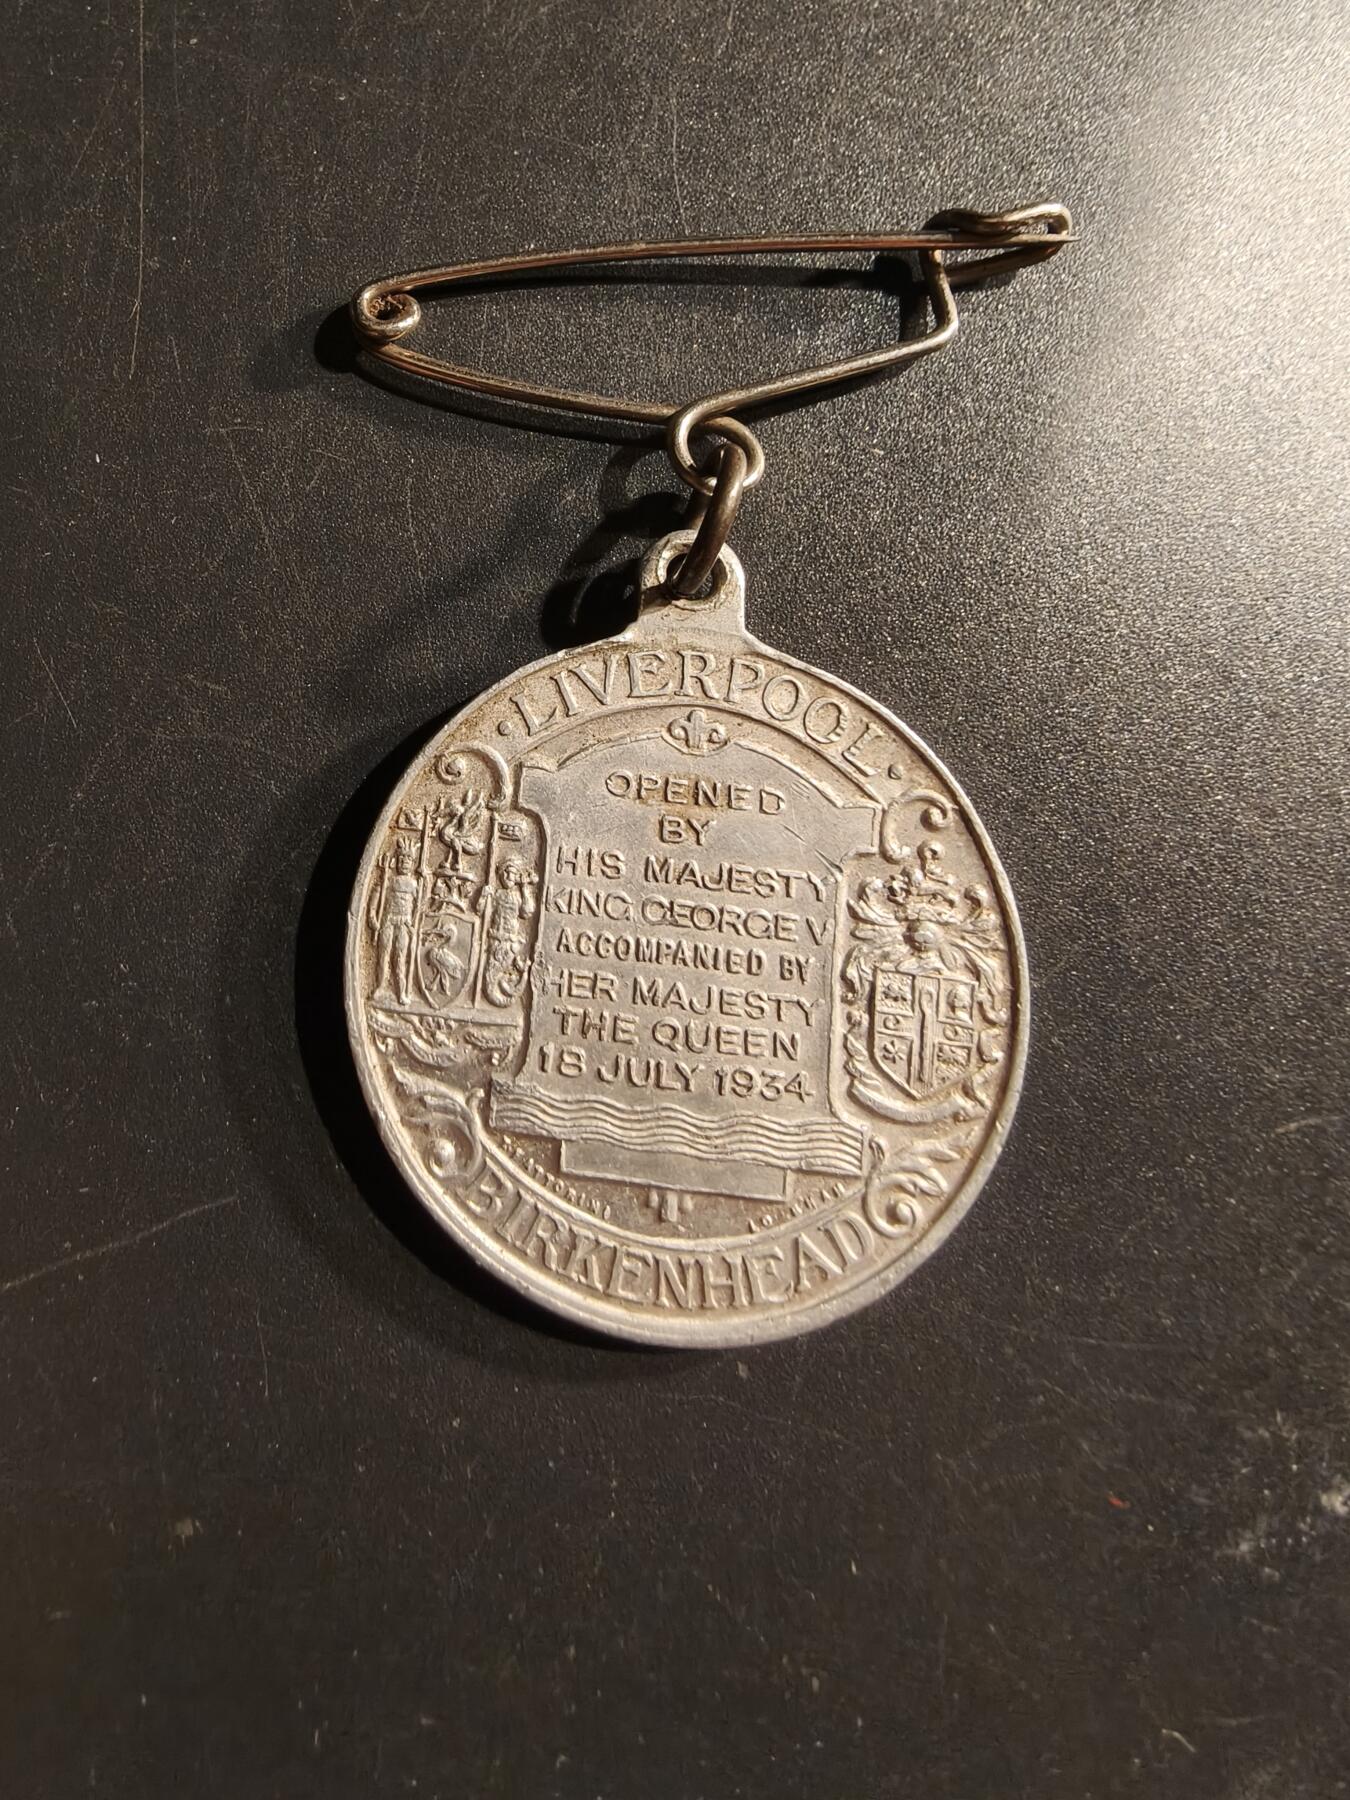 ·LIVERPOOL·
OPENED
BY
HIS MAJESTY
KING GEORGE V
ACCOMPANIED BY
HER MAJESTY
THE QUEEN
18 JULY 1934
BIRKENHEAD